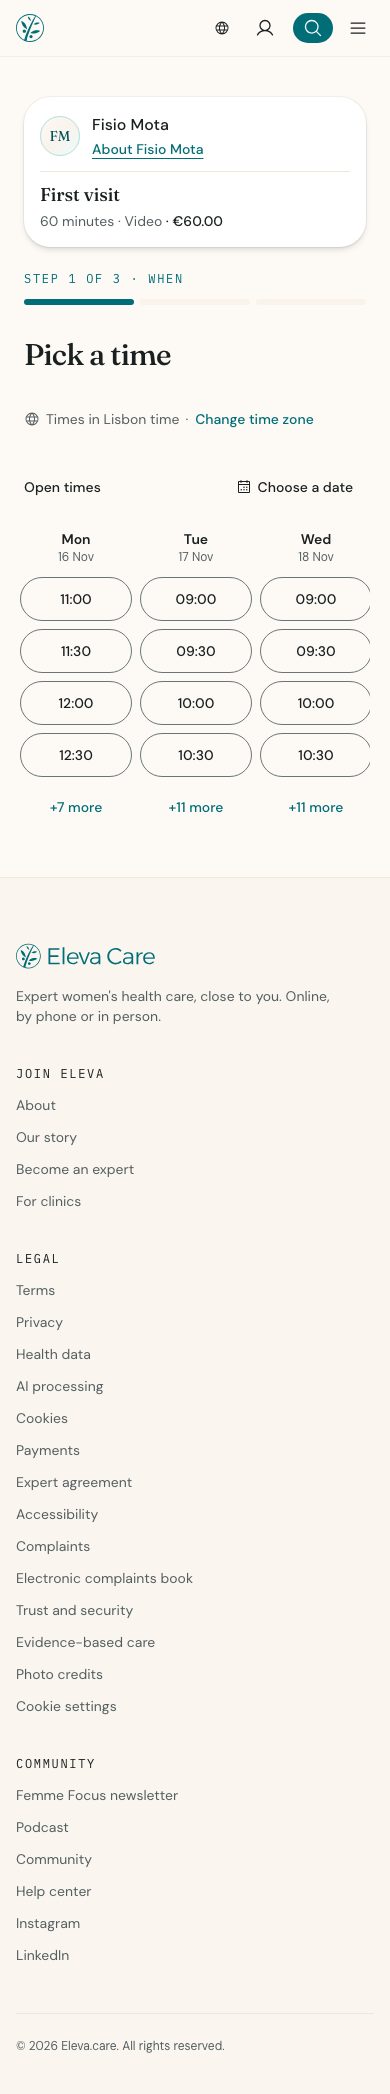 FM
Fisio Mota
About Fisio Mota
First visit
60 minutes · Video · €60.00
STEP 1 OF 3 · WHEN
Pick a time
Times in Lisbon time · Change time zone
Open times
Choose a date
Mon Tue Wed
16 Nov 17 Nov 18 Nov
11:00 09:00 09:00
11:30 09:30 09:30
12:00 10:00 10:00
12:30 10:30 10:30
+7 more +11 more +11 more
Eleva Care
Expert women's health care, close to you. Online,
by phone or in person.
JOIN ELEVA
About
Our story
Become an expert
For clinics
LEGAL
Terms
Privacy
Health data
AI processing
Cookies
Payments
Expert agreement
Accessibility
Complaints
Electronic complaints book
Trust and security
Evidence-based care
Photo credits
Cookie settings
COMMUNITY
Femme Focus newsletter
Podcast
Community
Help center
Instagram
LinkedIn
© 2026 Eleva.care. All rights reserved.